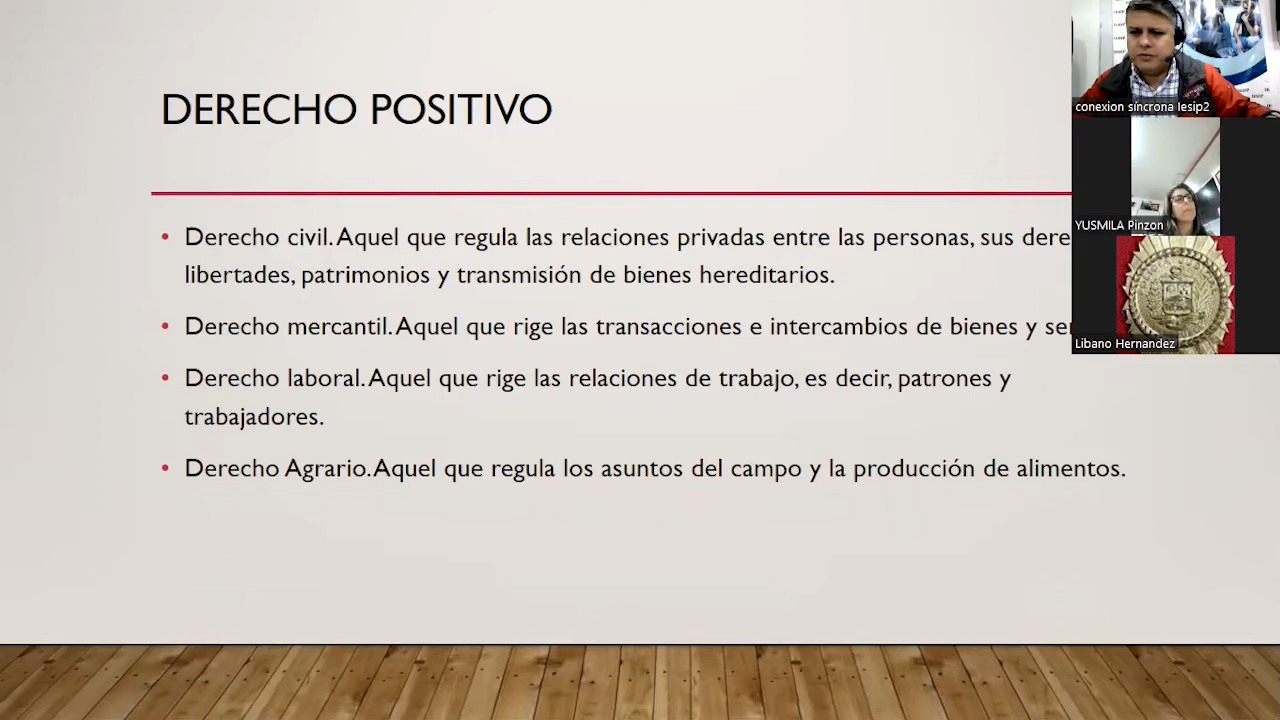 DERECHO POSITIVO
• Derecho civil. Aquel que regula las relaciones privadas entre las personas, sus
libertades, patrimonios y transmisión de bienes hereditarios.
• Derecho mercantil. Aquel que rige las transacciones e intercambios de bienes y
• Derecho laboral. Aquel que rige las relaciones de trabajo, es decir, patrones y
trabajadores.
• Derecho Agrario. Aquel que regula los asuntos del campo y la producción de alimentos.
conexion síncrona Iesip2
YUSMILA Pinzon
Libano Hernandez